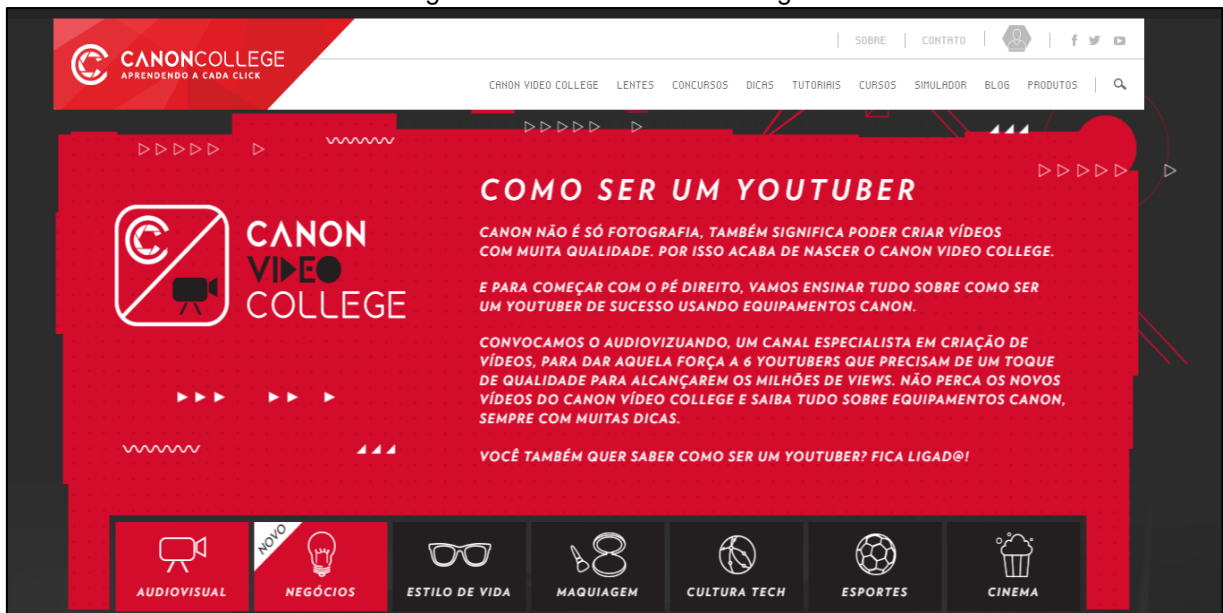 CANONCOLLEGE
APRENDENDO A CADA CLICK
SOBRE
CONTATO
CANON VIDEO COLLEGE LENTES CONCURSOS DICAS TUTORIAIS CURSOS SIMULADOR BLOG PRODUTOS
CANON
VIDEO
COLLEGE
COMO SER UM YOUTUBER
CANON NÃO É SÓ FOTOGRAFIA, TAMBÉM SIGNIFICA PODER CRIAR VÍDEOS
COM MUITA QUALIDADE. POR ISSO ACABA DE NASCER O CANON VIDEO COLLEGE.
E PARA COMEÇAR COM O PÉ DIREITO, VAMOS ENSINAR TUDO SOBRE COMO SER
UM YOUTUBER DE SUCESSO USANDO EQUIPAMENTOS CANON.
CONVOCAMOS O AUDIOVIZUANDO, UM CANAL ESPECIALISTA EM CRIAÇÃO DE
VÍDEOS, PARA DAR AQUELA FORÇA A 6 YOUTUBERS QUE PRECISAM DE UM TOQUE
DE QUALIDADE PARA ALCANÇAREM OS MILHÕES DE VIEWS. NÃO PERCA OS NOVOS
VÍDEOS DO CANON VÍDEO COLLEGE E SAIBA TUDO SOBRE EQUIPAMENTOS CANON,
SEMPRE COM MUITAS DICAS.
VOCÊ TAMBÉM QUER SABER COMO SER UM YOUTUBER? FICA LIGAD@!
NOVO
AUDIOVISUAL NEGÓCIOS ESTILO DE VIDA MAQUIAGEM CULTURA TECH ESPORTES CINEMA